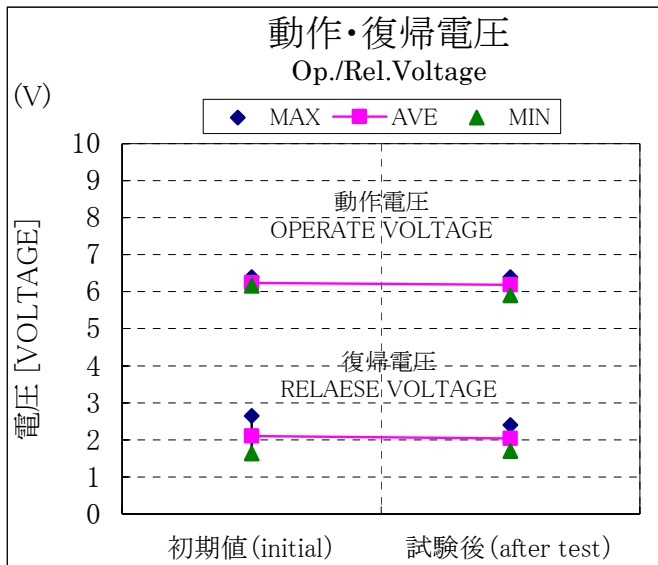 動作・復帰電圧
Op./Rel.Voltage
(V)
MAX AVE MIN
10
9
8
7
6
5
4
3
2
1
0
電圧 [VOLTAGE]
動作電圧
OPERATE VOLTAGE
復帰電圧
RELAESE VOLTAGE
初期値(initial) 試験後(after test)